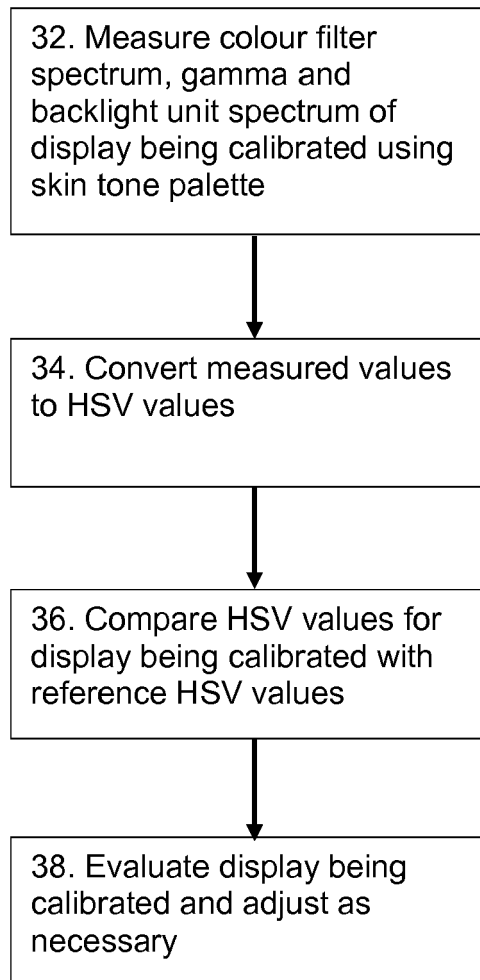 32. Measure colour filter
spectrum, gamma and
backlight unit spectrum of
display being calibrated using
skin tone palette
34. Convert measured values
to HSV values
36. Compare HSV values for
display being calibrated with
reference HSV values
38. Evaluate display being
calibrated and adjust as
necessary